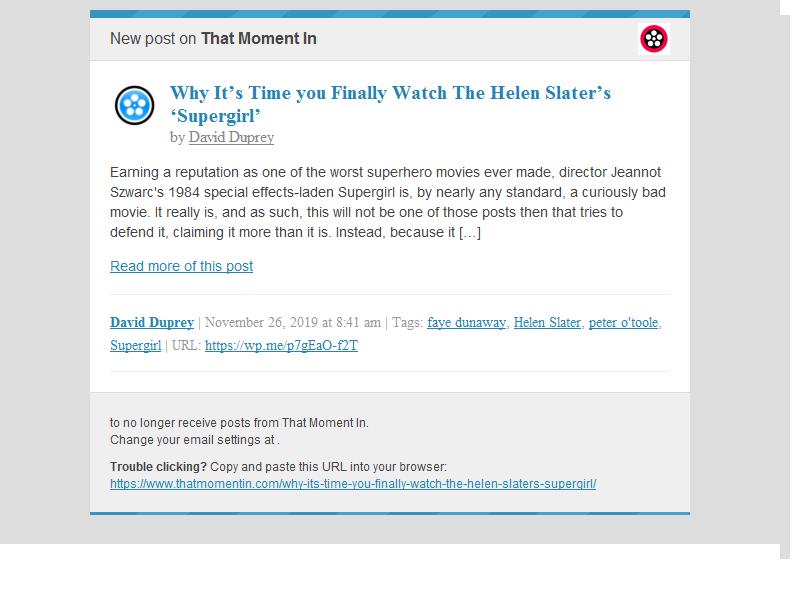 New post on That Moment In
Why It’s Time you Finally Watch The Helen Slater’s
‘Supergirl’
by David Duprey
Earning a reputation as one of the worst superhero movies ever made, director Jeannot
Szwarc's 1984 special effects-laden Supergirl is, by nearly any standard, a curiously bad
movie. It really is, and as such, this will not be one of those posts then that tries to
defend it, claiming it more than it is. Instead, because it […]
Read more of this post
David Duprey | November 26, 2019 at 8:41 am | Tags: faye dunaway, Helen Slater, peter o'toole,
Supergirl | URL: https://wp.me/p7gEaO-f2T
to no longer receive posts from That Moment In.
Change your email settings at .
Trouble clicking? Copy and paste this URL into your browser:
https://www.thatmomentin.com/why-its-time-you-finally-watch-the-helen-slaters-supergirl/